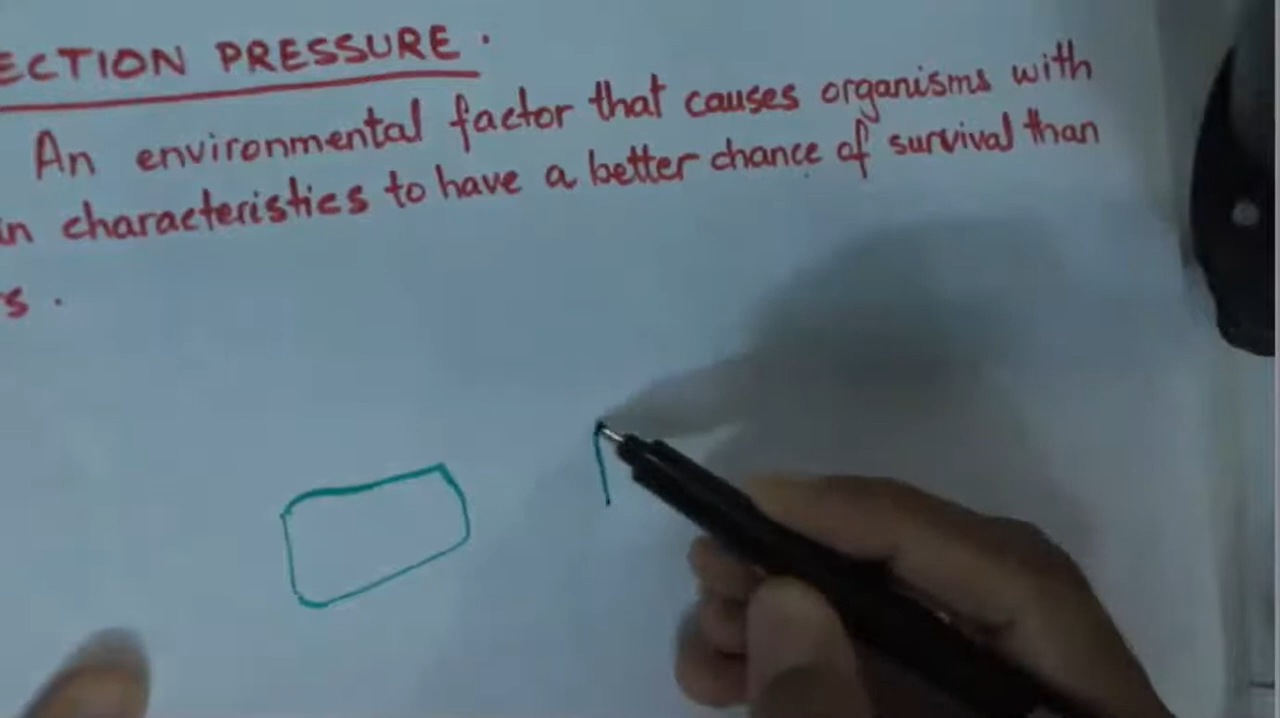 ECTION PRESSURE.
An environmental factor that causes organisms with
in characteristics to have a better chance of survival than
s.